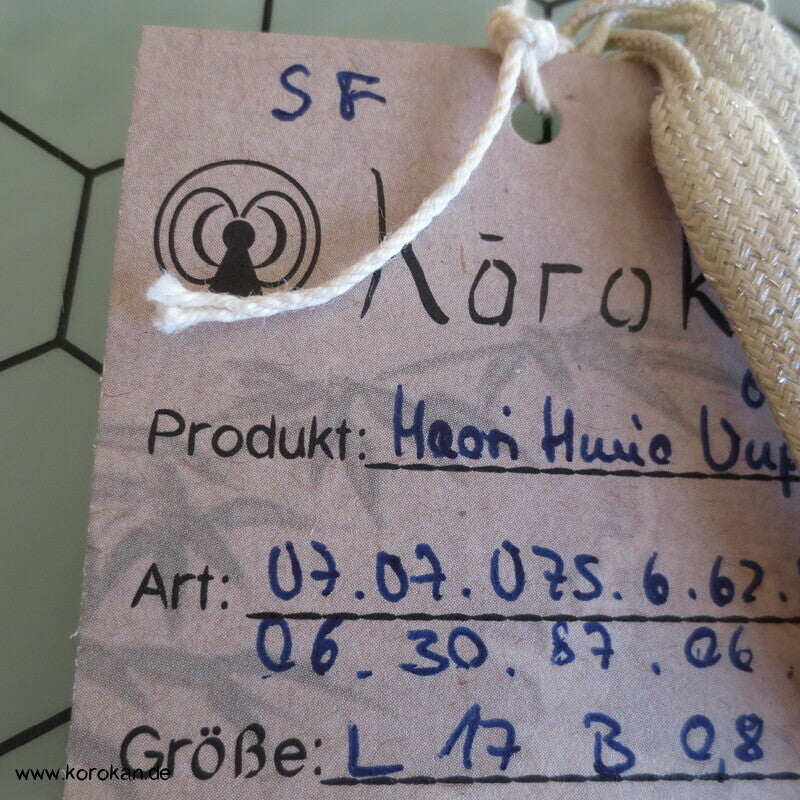 SF
Kōrok
Produkt: Haori Himo
Art: 07.07.075.6.62.
06.30.87.06.
Größe: L 17 B 0,8
www.korokan.de